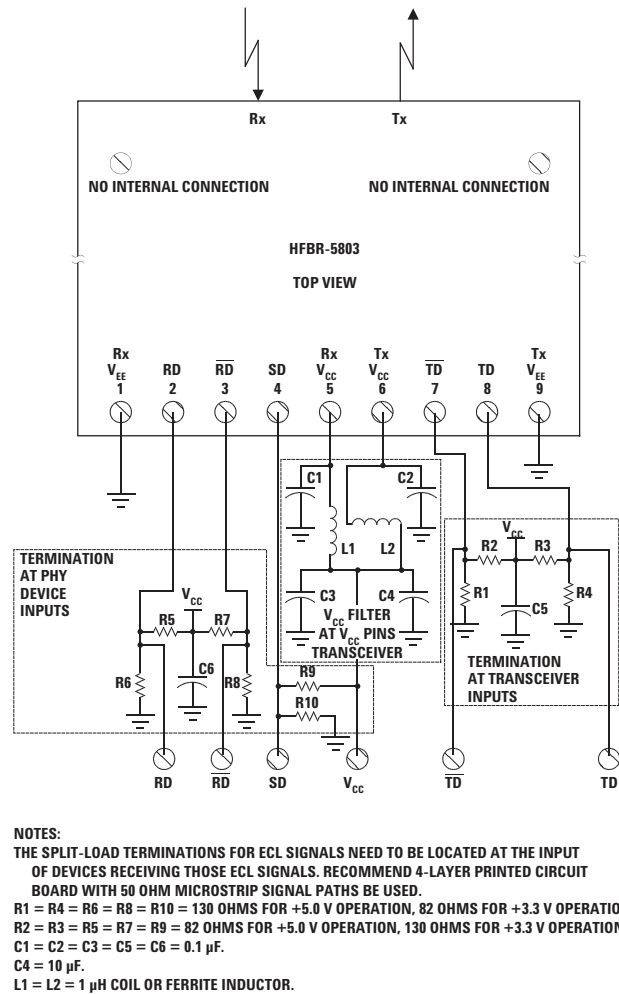 Rx Tx
NO INTERNAL CONNECTION NO INTERNAL CONNECTION
HFBR-5803
TOP VIEW
Rx Rx Tx Tx
VEE RD RD SD VCC VCC TD TD VEE
1 2 3 4 5 6 7 8 9
C1 C2
L1 L2
TERMINATION
AT PHY
DEVICE
INPUTS
VCC
R5 R7
R6 C6 R8
C3 C4
VCC FILTER
AT VCC PINS
TRANSCEIVER
R9
R10
VCC
R2 R3
R1 C5 R4
TERMINATION
AT TRANSCEIVER
INPUTS
RD RD SD VCC TD TD
NOTES:
THE SPLIT-LOAD TERMINATIONS FOR ECL SIGNALS NEED TO BE LOCATED AT THE INPUT
OF DEVICES RECEIVING THOSE ECL SIGNALS. RECOMMEND 4-LAYER PRINTED CIRCUIT
BOARD WITH 50 OHM MICROSTRIP SIGNAL PATHS BE USED.
R1 = R4 = R6 = R8 = R10 = 130 OHMS FOR +5.0 V OPERATION, 82 OHMS FOR +3.3 V
R2 = R3 = R5 = R7 = R9 = 82 OHMS FOR +5.0 V OPERATION, 130 OHMS FOR +3.3 V
C1 = C2 = C3 = C5 = C6 = 0.1 µF.
C4 = 10 µF.
L1 = L2 = 1 µH COIL OR FERRITE INDUCTOR.